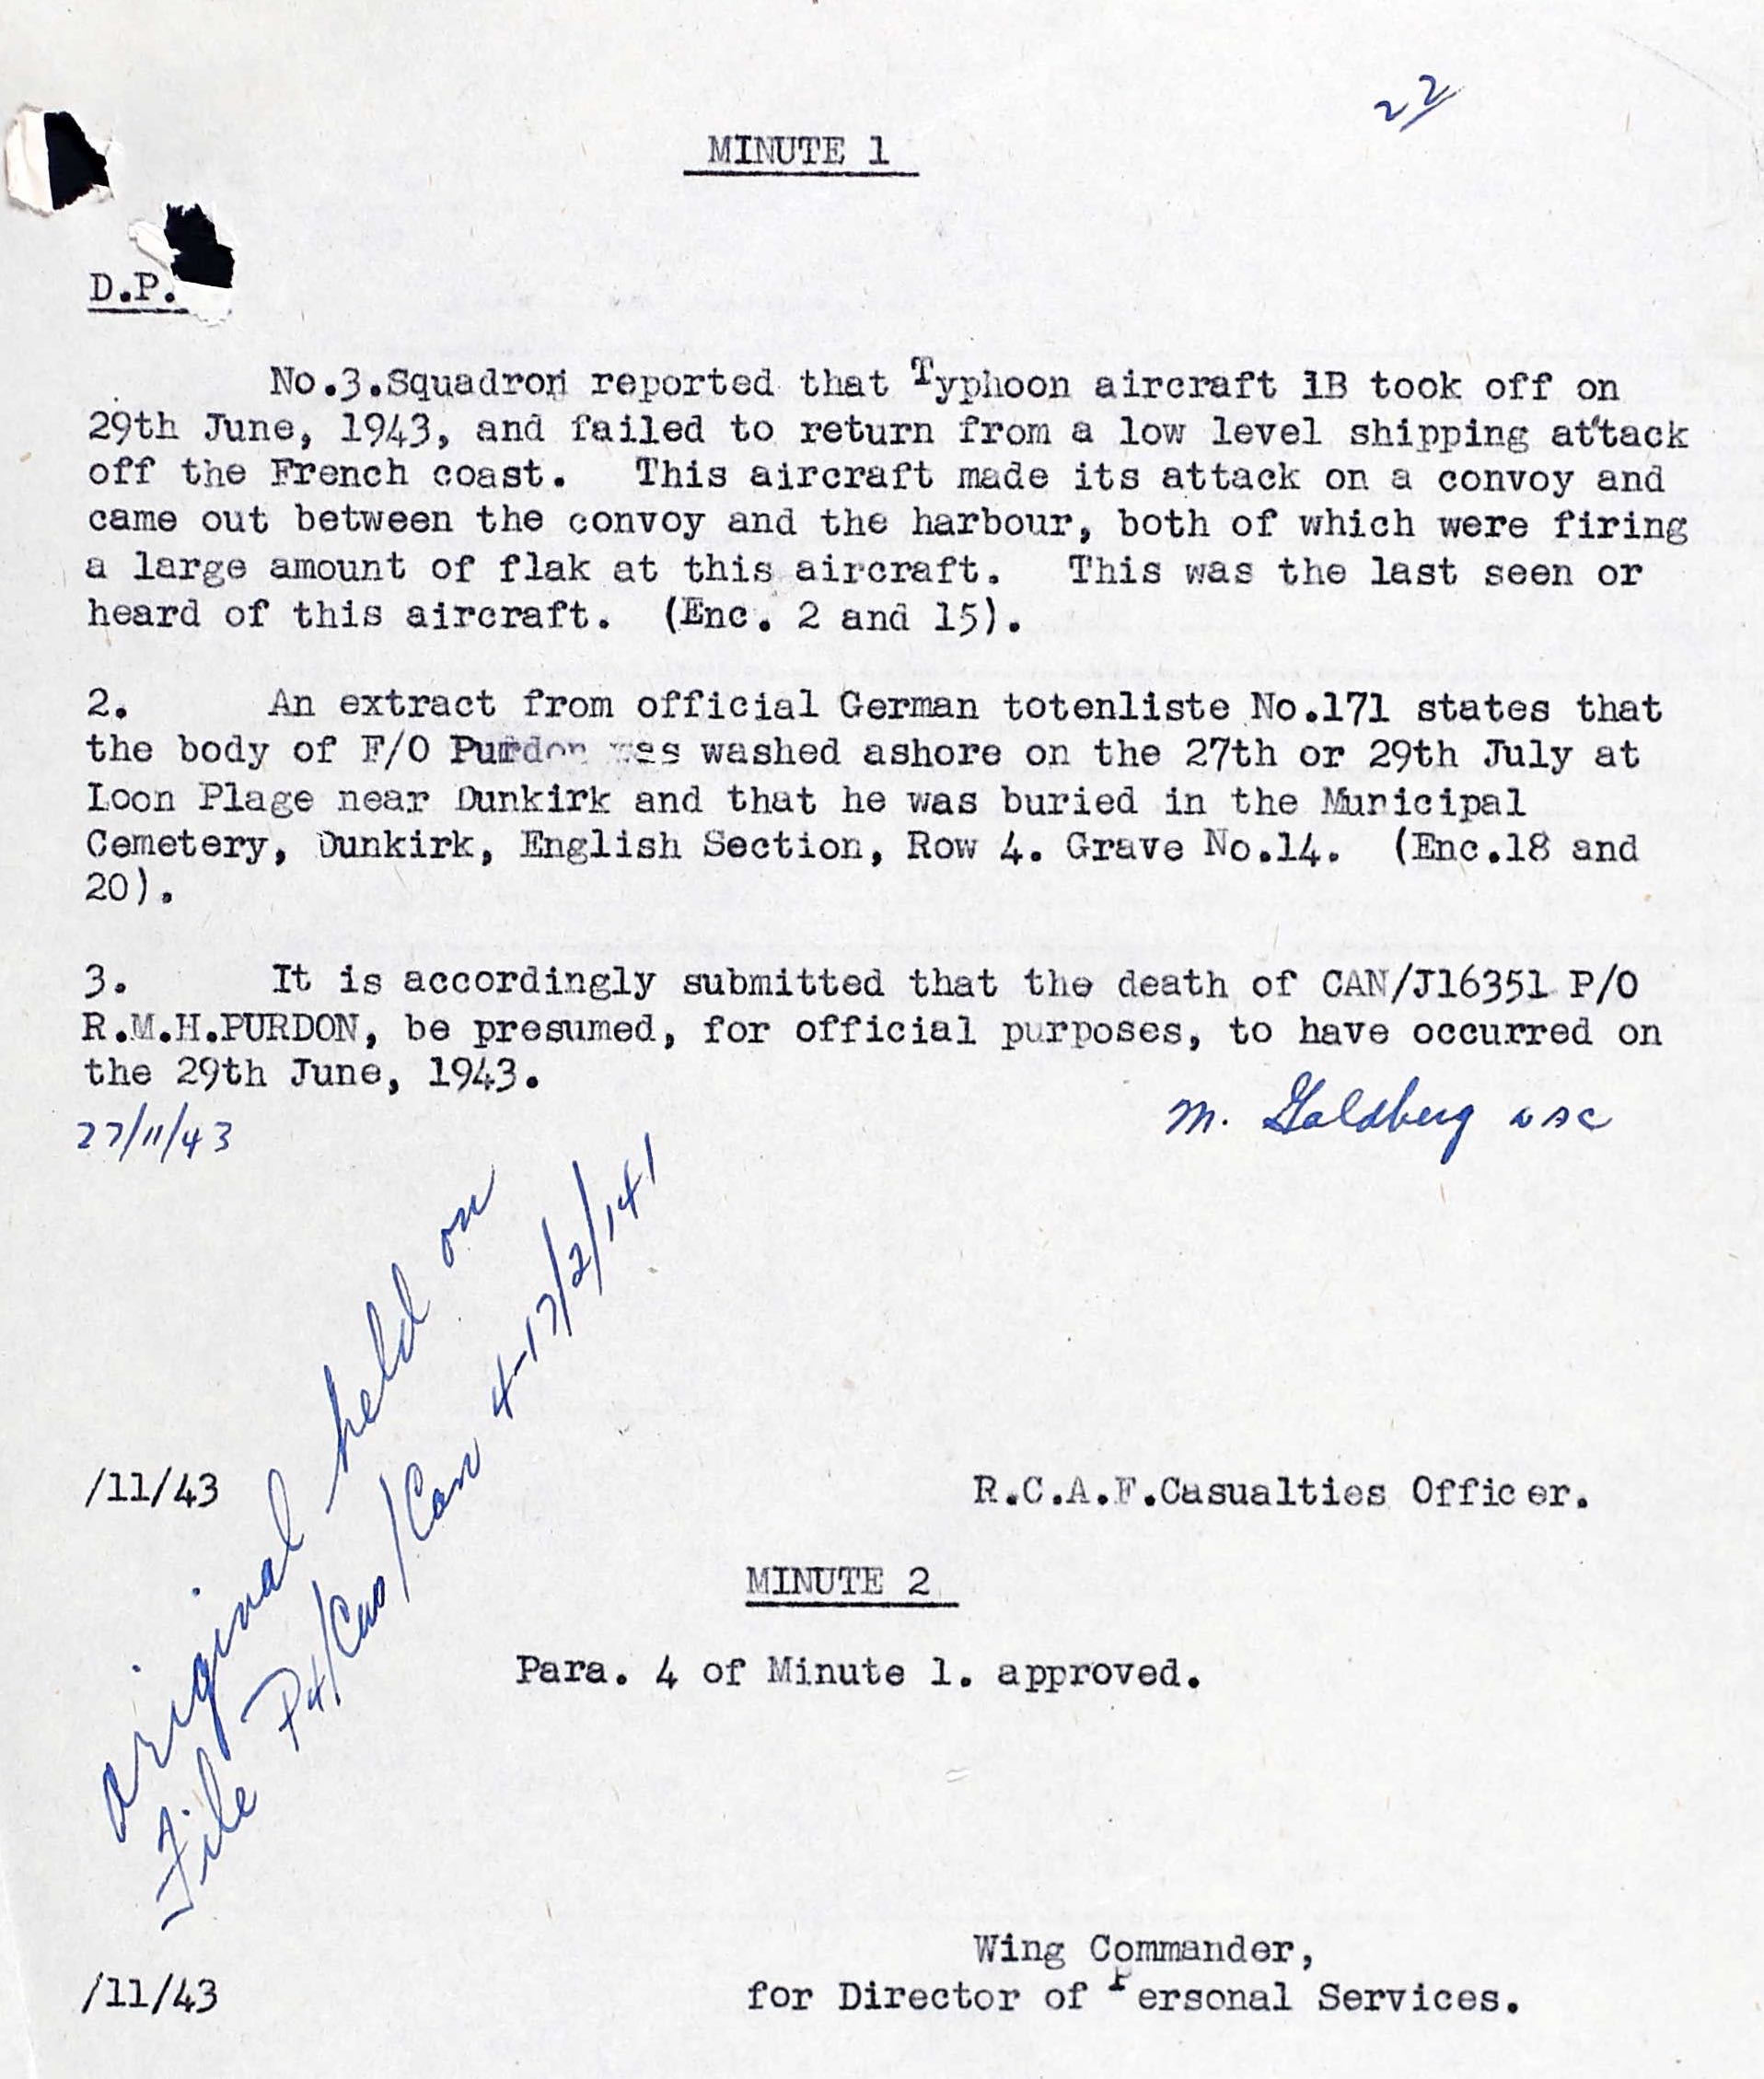 22
MINUTE 1
D.P.
No.3.Squadron reported that Typhoon aircraft 1B took off on
29th June, 1943, and failed to return from a low level shipping attack
off the French coast. This aircraft made its attack on a convoy and
came out between the convoy and the harbour, both of which were firing
a large amount of flak at this aircraft. This was the last seen or
heard of this aircraft. (Enc. 2 and 15).
2. An extract from official German totenliste No.171 states that
the body of F/O Purdon was washed ashore on the 27th or 29th July at
Loon Plage near Dunkirk and that he was buried in the Municipal
Cemetery, Dunkirk, English Section, Row 4. Grave No.14. (Enc.18 and
20).
3. It is accordingly submitted that the death of CAN/J16351 P/O
R.M.H.PURDON, be presumed, for official purposes, to have occurred on
the 29th June, 1943.
27/11/43 M. Goldberg
original held on
File P4/Cas/Can 4-17/2/141
/11/43 R.C.A.F.Casualties Officer.
MINUTE 2
Para. 4 of Minute 1. approved.
Wing Commander,
/11/43 for Director of Personal Services.